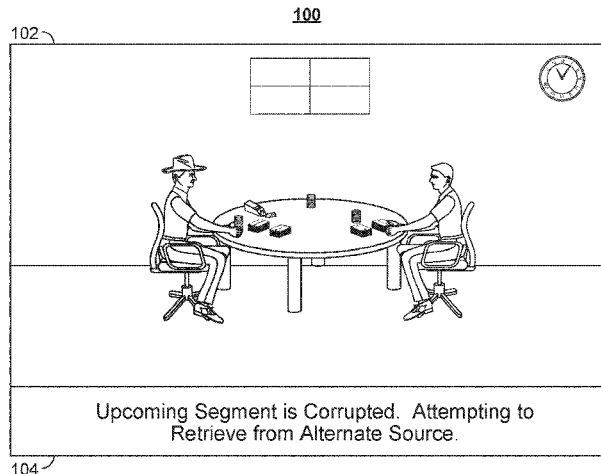 100
102
Upcoming Segment is Corrupted. Attempting to
Retrieve from Alternate Source.
104